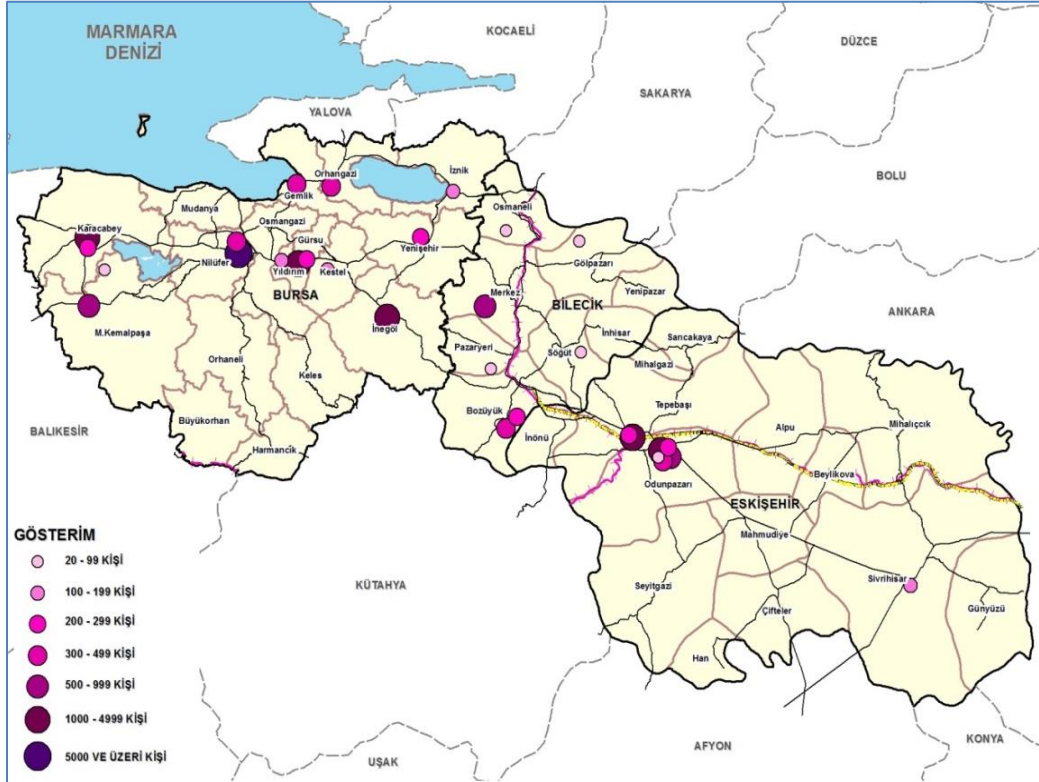 MARMARA
DENİZİ
KOCAELİ
DÜZCE
SAKARYA
YALOVA
BOLU
İznik
Orhangazi
Gemlik
Osmaneli
Mudanya
Karacabey
Osmangazi
Gürsu
Yenişehir
Gölpazarı
Nilüfer
Yıldırım
Kestel
BURSA
Merkez
BİLECİK
Yenipazar
M.Kemalpaşa
İnegöl
ANKARA
İnhisar
Sarıcakaya
Pazaryeri
Söğüt
Mihalgazi
Orhaneli
Keles
Tepebaşı
Bozüyük
Büyükorhan
İnönü
Alpu
Mihalıçcık
BALIKESİR
Harmancık
Beylikova
Odunpazarı
ESKİŞEHİR
GÖSTERİM
20 - 99 KİŞİ
100 - 199 KİŞİ
200 - 299 KİŞİ
300 - 499 KİŞİ
500 - 999 KİŞİ
1000 - 4999 KİŞİ
5000 VE ÜZERİ KİŞİ
Mahmudiye
KÜTAHYA
Seyitgazi
Sivrihisar
Çifteler
Günyüzü
Han
UŞAK
AFYON
KONYA